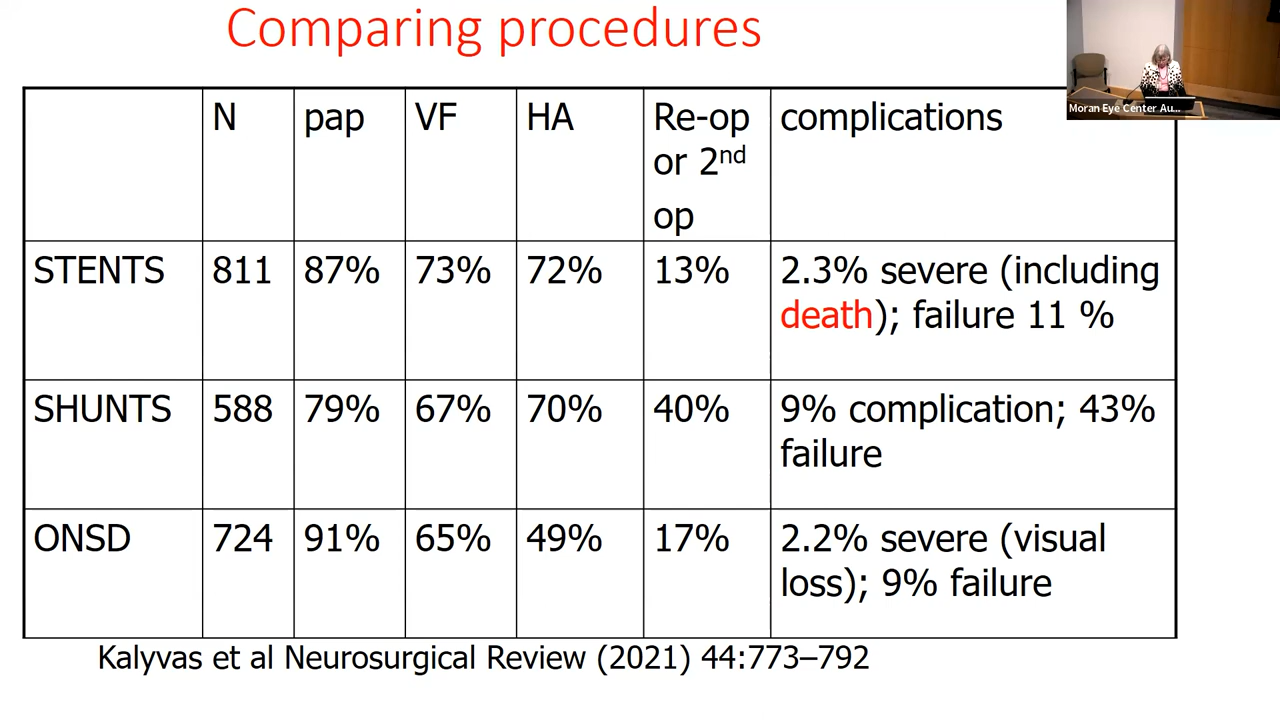 Comparing procedures
Moran Eye Center Au...
N pap VF HA Re-op or 2nd op complications
STENTS 811 87% 73% 72% 13% 2.3% severe (including death); failure 11 %
SHUNTS 588 79% 67% 70% 40% 9% complication; 43% failure
ONSD 724 91% 65% 49% 17% 2.2% severe (visual loss); 9% failure
Kalyvas et al Neurosurgical Review (2021) 44:773–792